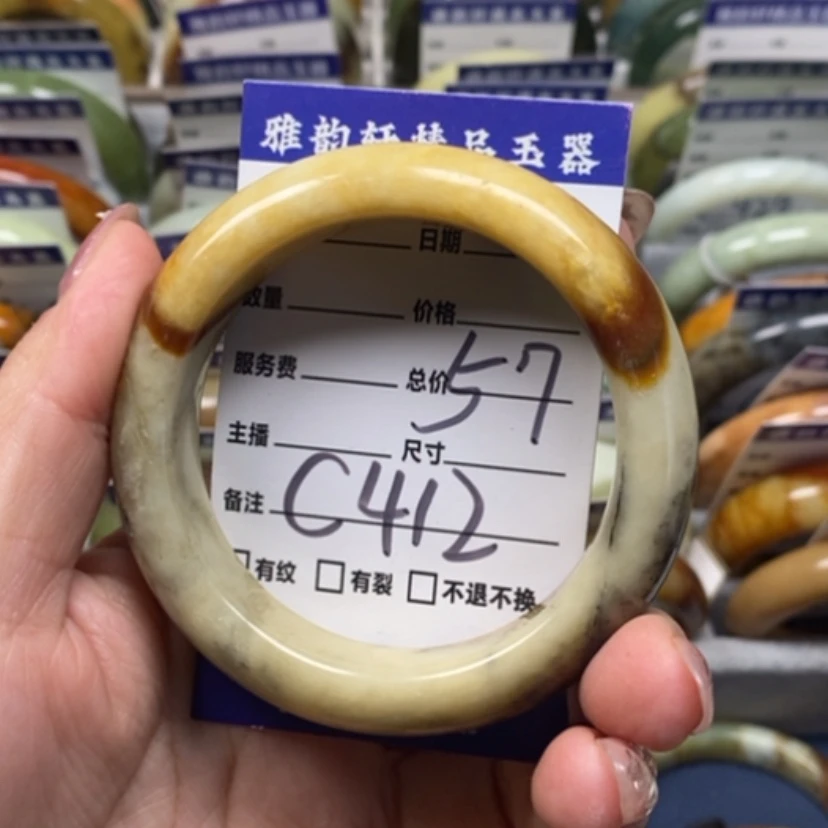 雅韵轩精品玉器
日期
数量 价格
服务费 总价 57
主播 尺寸
备注 C412
有纹 有裂 不退不换